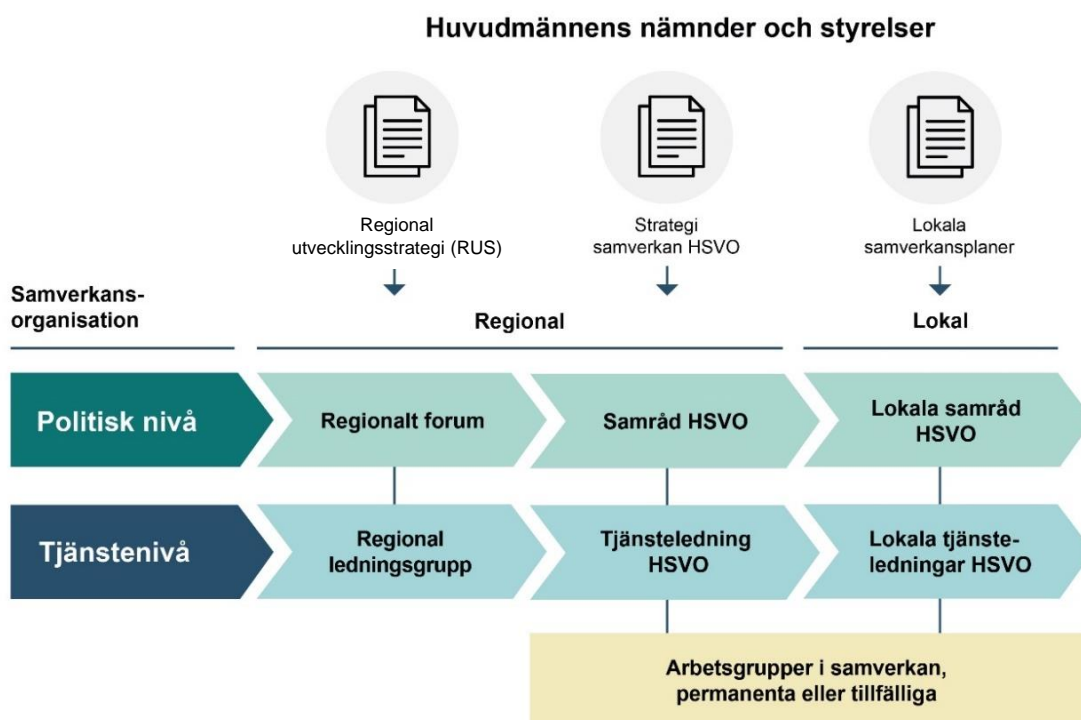 Huvudmännens nämnder och styrelser
Regional
utvecklingsstrategi (RUS)
Strategi
samverkan HSVO
Lokala
samverkansplaner
Samverkans-
organisation
Regional
Lokal
Politisk nivå
Regionalt forum
Samråd HSVO
Lokala samråd
HSVO
Tjänstenivå
Regional
ledningsgrupp
Tjänsteledning
HSVO
Lokala tjänste-
ledningar HSVO
Arbetsgrupper i samverkan,
permanenta eller tillfälliga